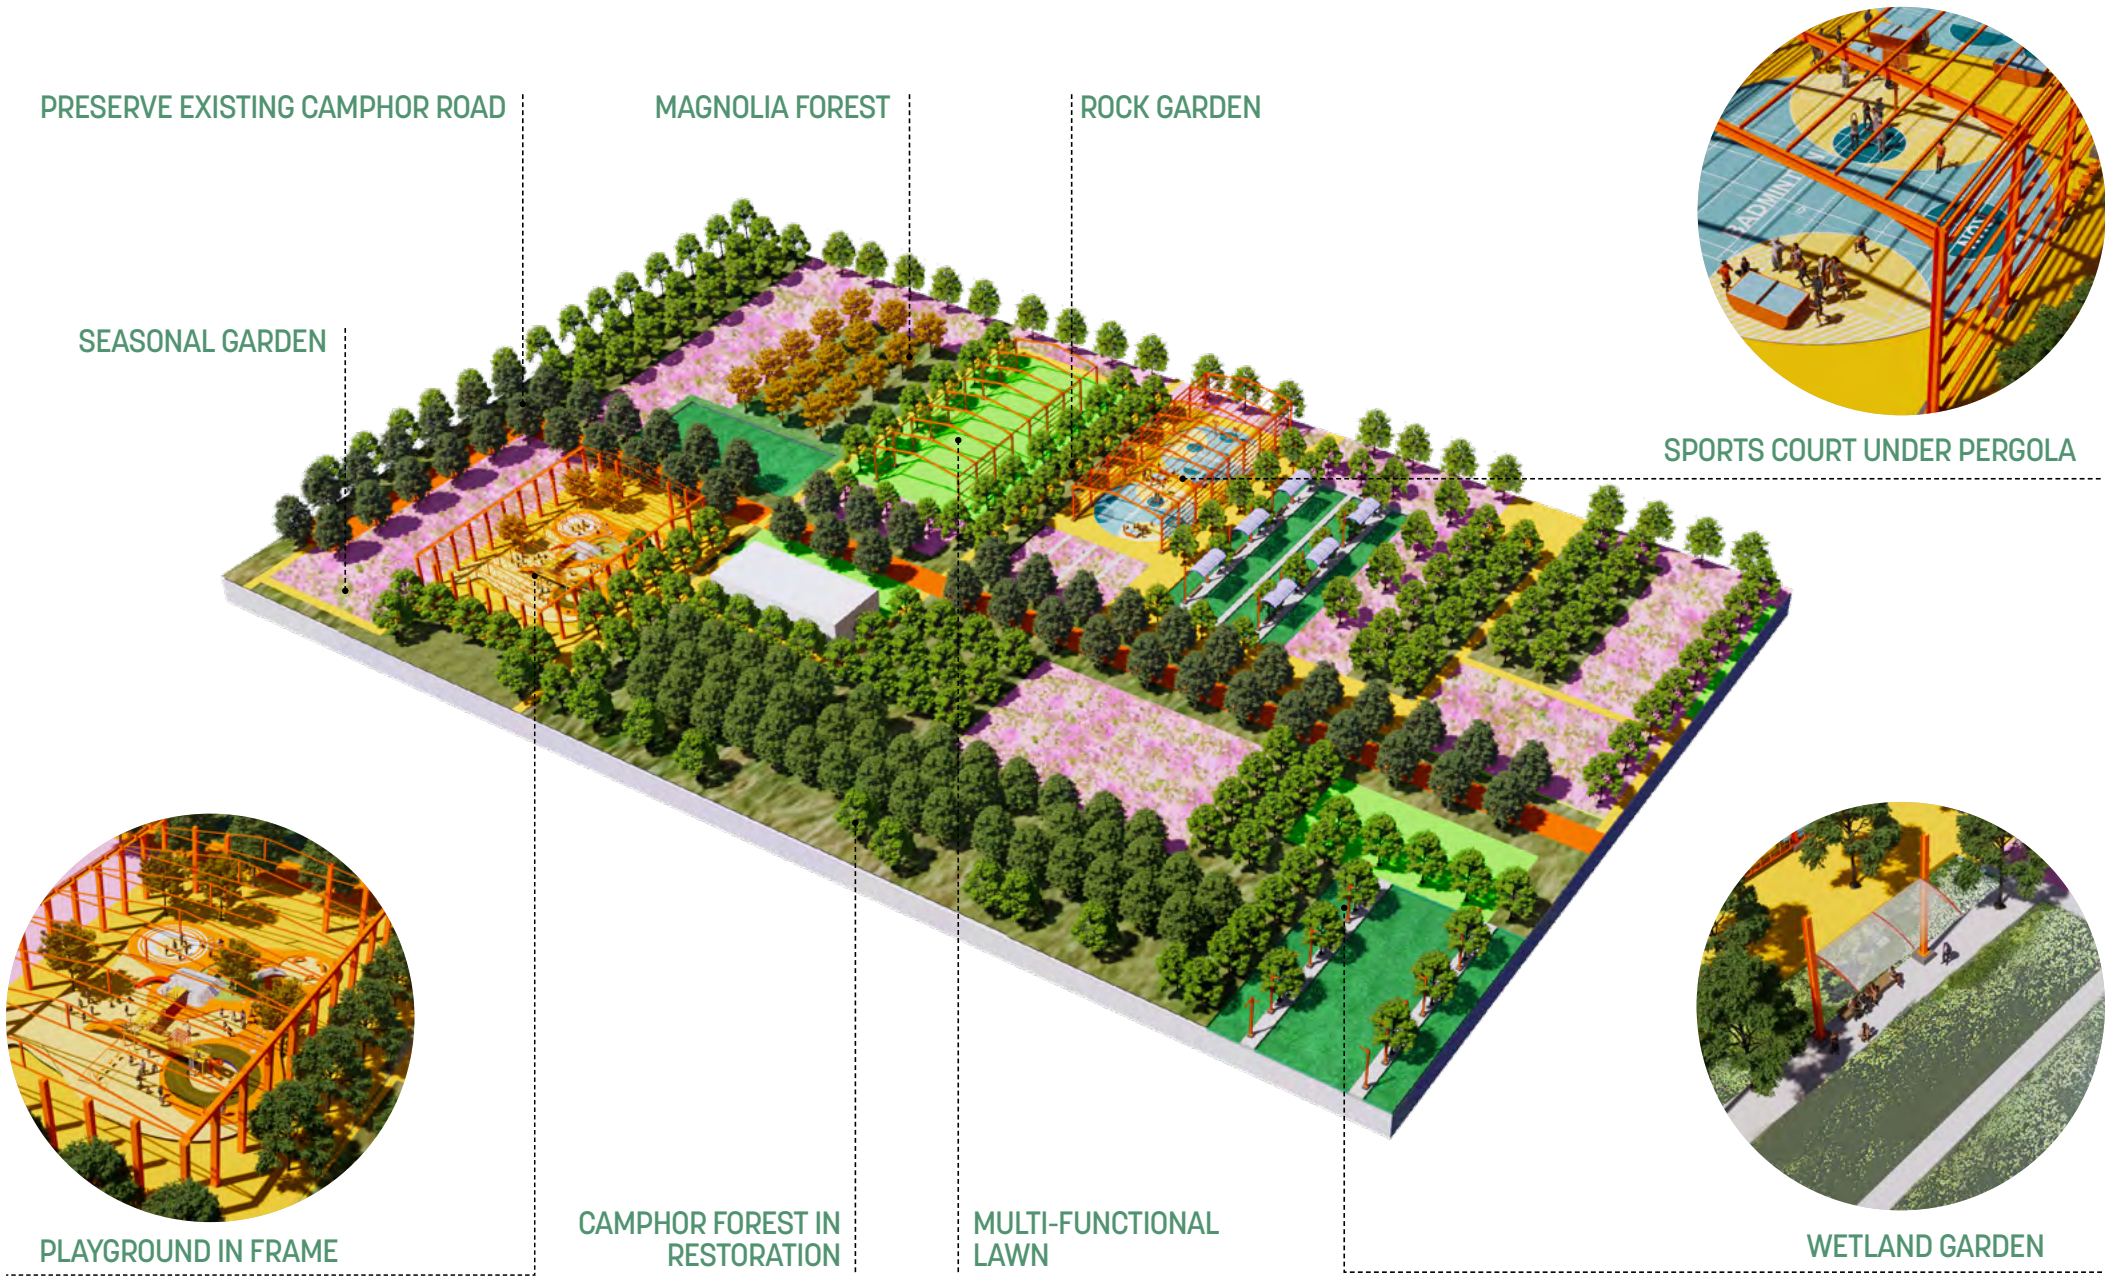 PRESERVE EXISTING CAMPHOR ROAD
MAGNOLIA FOREST
ROCK GARDEN
SEASONAL GARDEN
SPORTS COURT UNDER PERGOLA
PLAYGROUND IN FRAME
CAMPHOR FOREST IN
RESTORATION
MULTI-FUNCTIONAL
LAWN
WETLAND GARDEN